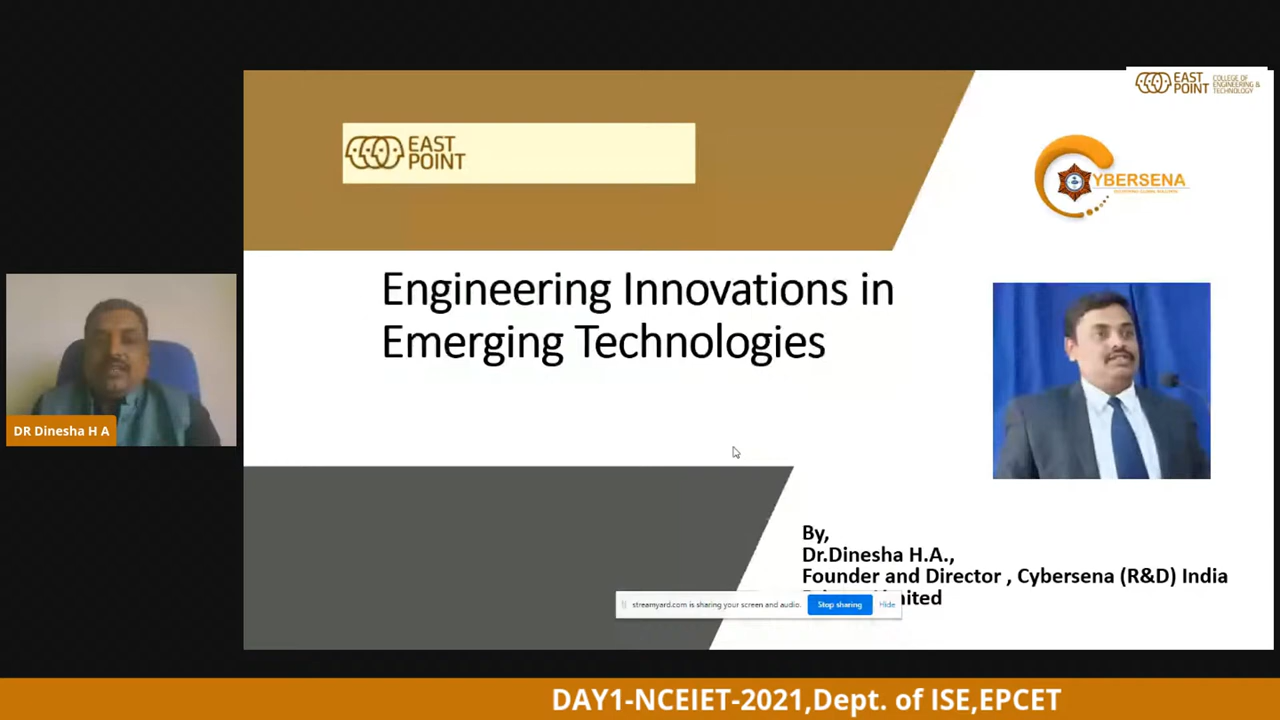 EAST
POINT
COLLEGE OF
ENGINEERING &
TECHNOLOGY
EAST
POINT
YBERSENA
Engineering Innovations in
Emerging Technologies
DR Dinesha H A
By,
Dr.Dinesha H.A.,
Founder and Director , Cybersena (R&D) India
streamyard.com is sharing your screen and audio.
Stop sharing
Hide
DAY1-NCEIET-2021,Dept. of ISE,EPCET